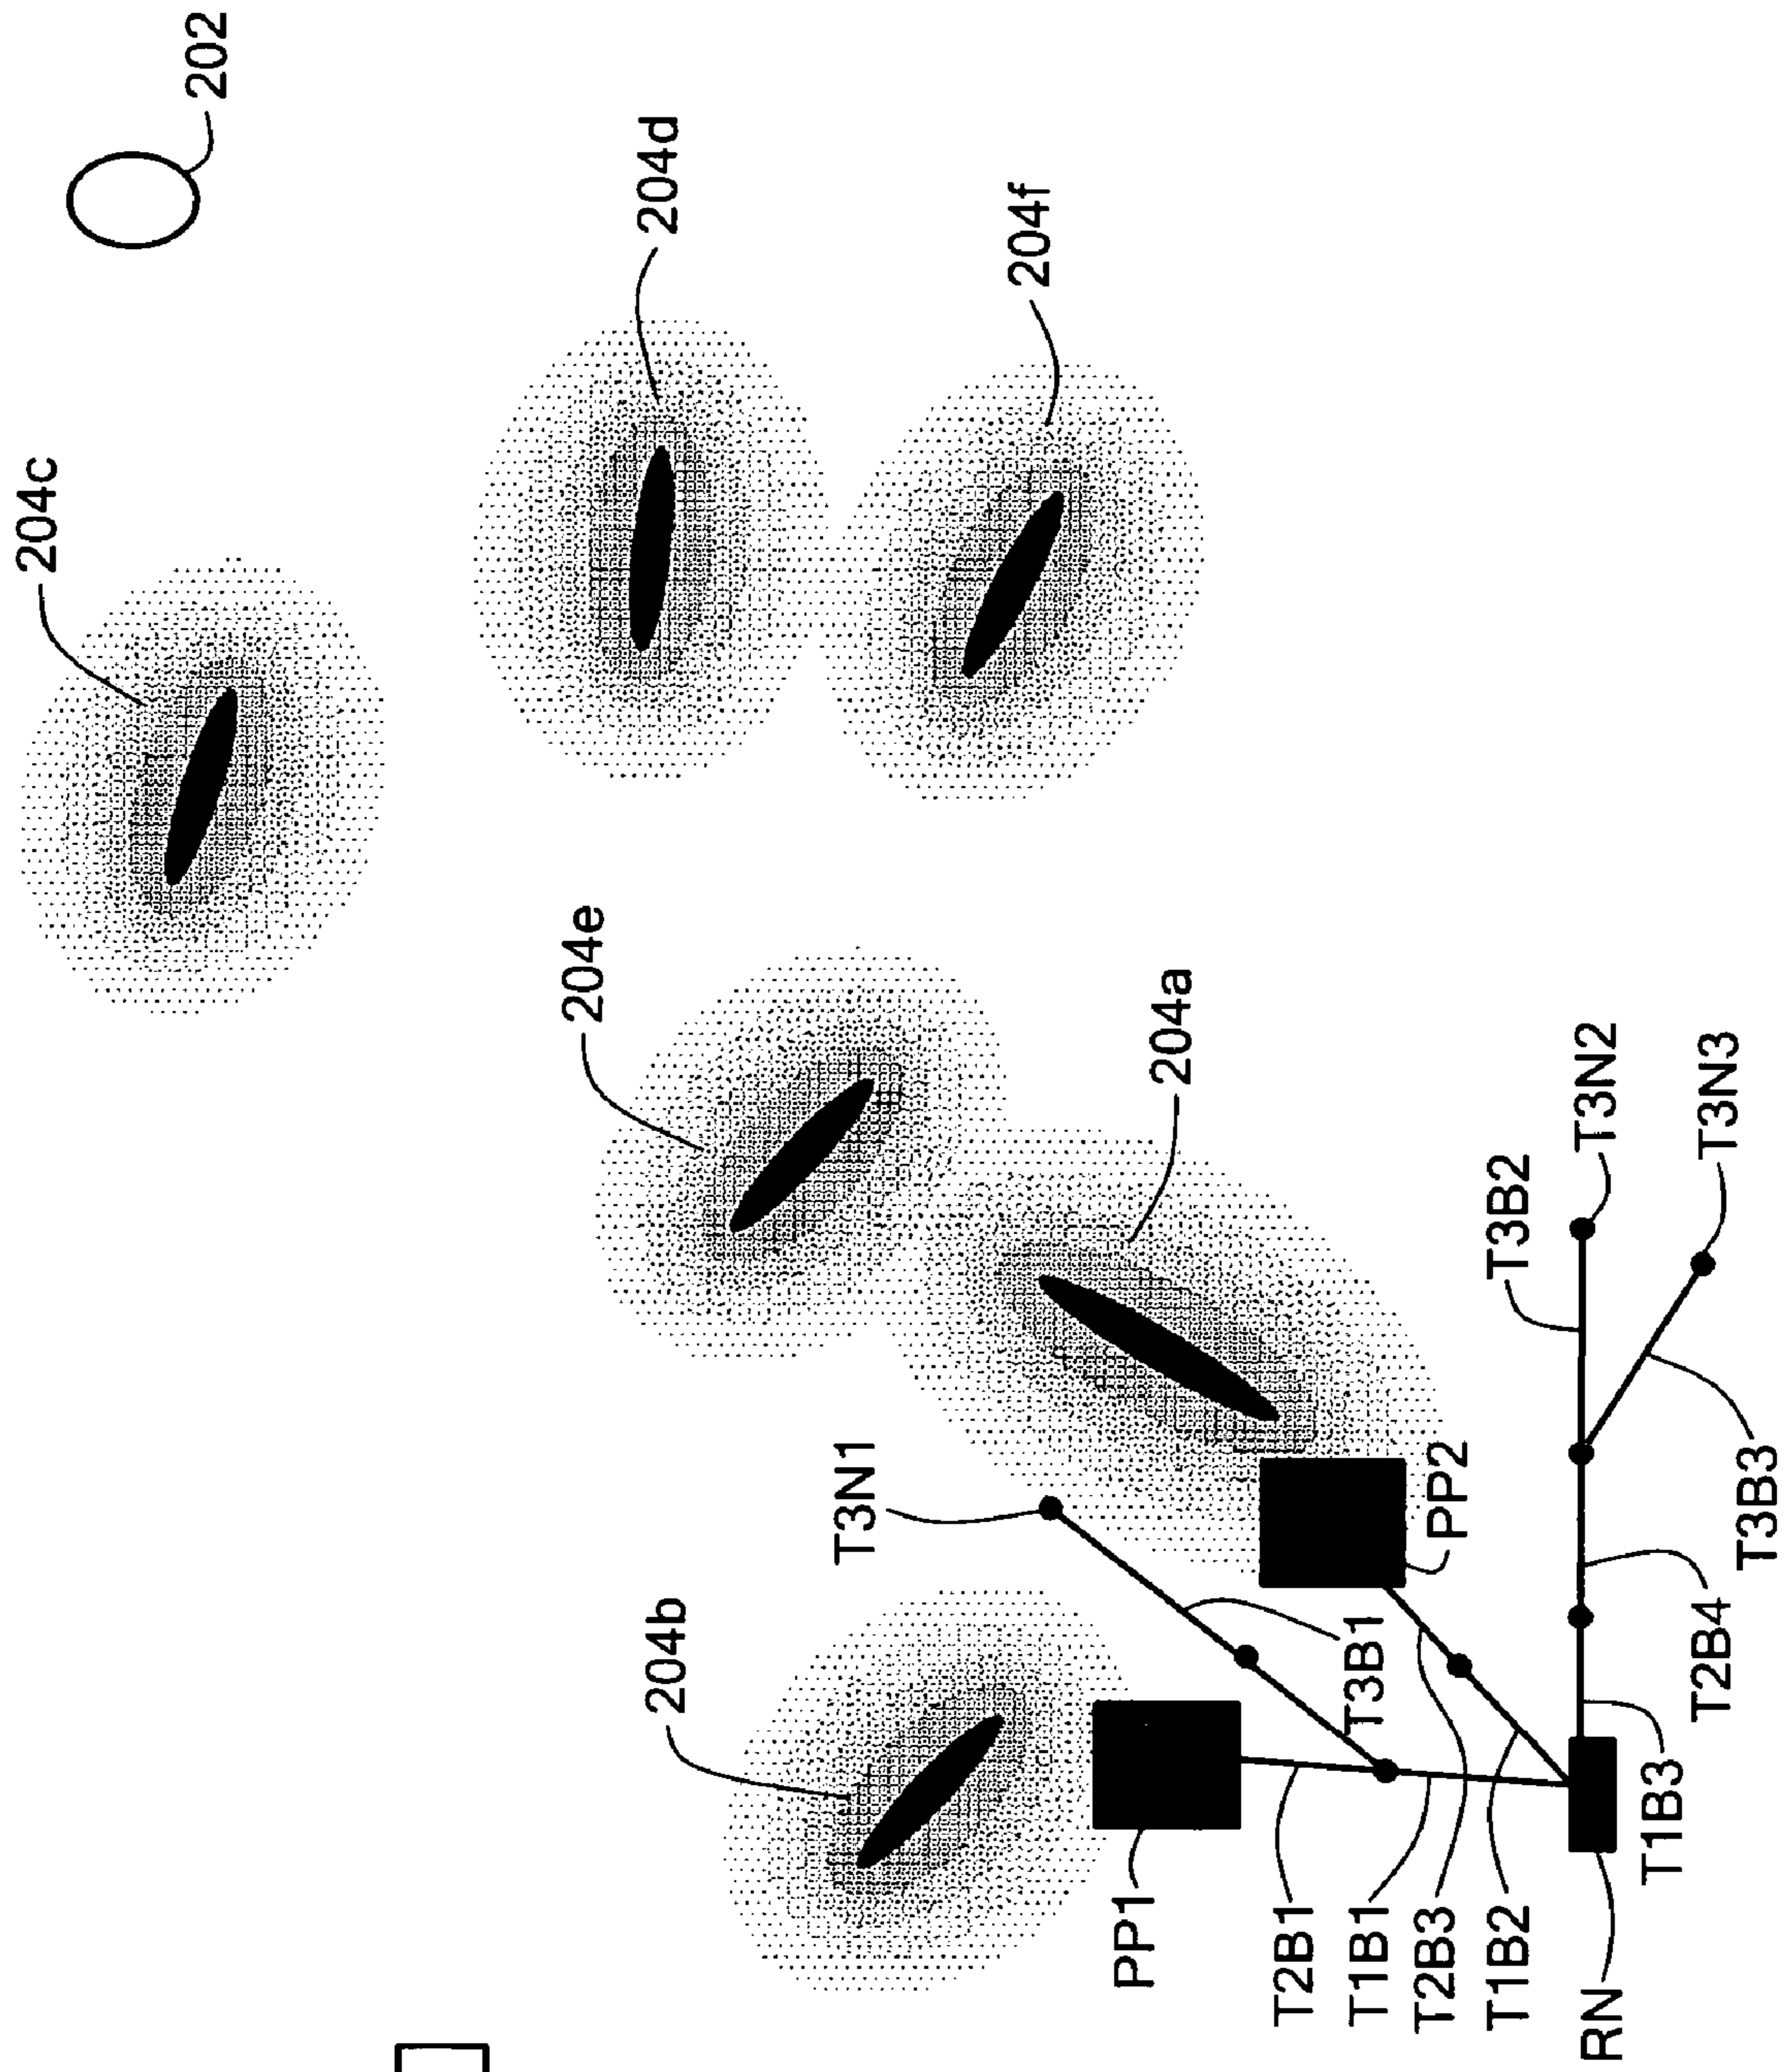 204c
202
204e
204b
204d
T3N1
204f
PP1
204a
T2B1
T1B1
T3B1
T2B3
PP2
T1B2
T3B2
RN
T3N2
T1B3
T2B4
T3N3
T3B3